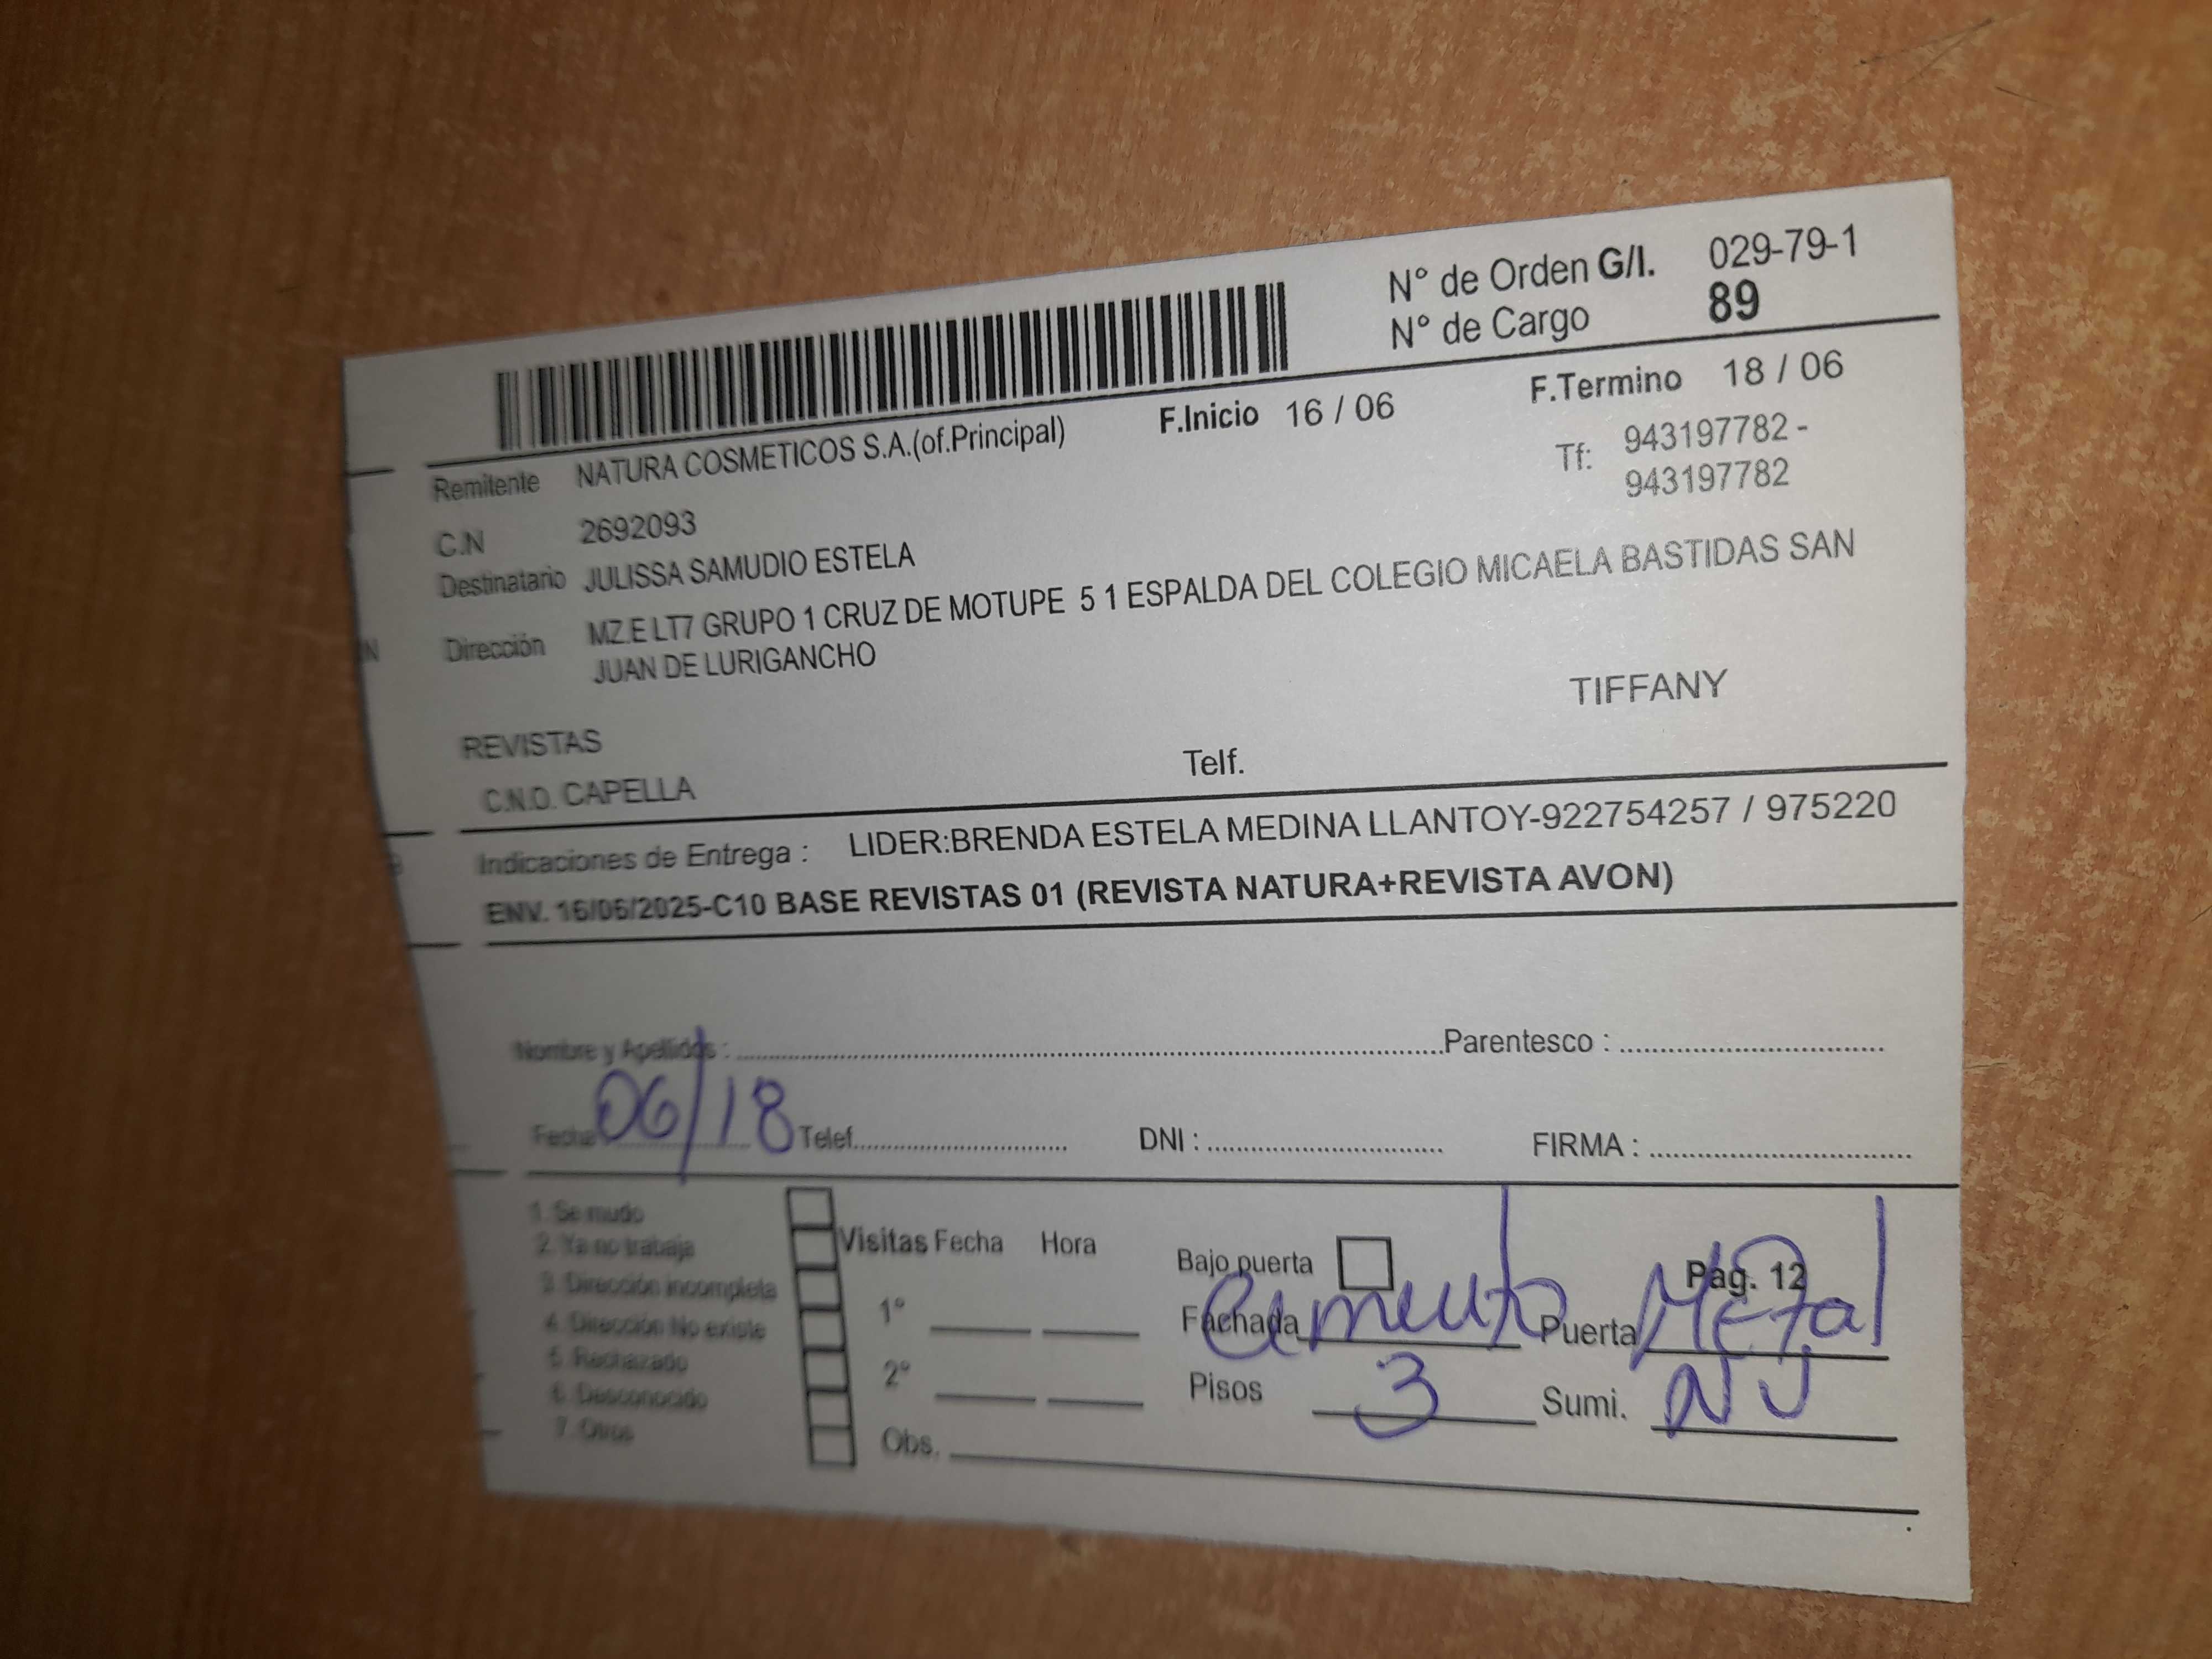 N° de Orden G/I. 029-79-1
N° de Cargo 89
F.Inicio 16 / 06 F.Termino 18 / 06
Remitente NATURA COSMETICOS S.A.(of.Principal) Tf: 943197782 -
943197782
C.N 2692093
Destinatario JULISSA SAMUDIO ESTELA
Dirección MZ.E LT7 GRUPO 1 CRUZ DE MOTUPE 5 1 ESPALDA DEL COLEGIO MICAELA BASTIDAS SAN
JUAN DE LURIGANCHO
TIFFANY
REVISTAS
C.N.O. CAPELLA Telf.
Indicaciones de Entrega : LIDER:BRENDA ESTELA MEDINA LLANTOY-922754257 / 975220
ENV. 16/06/2025-C10 BASE REVISTAS 01 (REVISTA NATURA+REVISTA AVON)
Nombre y Apellidos : Parentesco :
Fecha 06/18 Telef. DNI : FIRMA :
1. Se mudo
2. Ya no trabaja
3. Dirección incompleta
4. Dirección No existe
5. Rechazado
6. Desconocido
7. Otros
Visitas Fecha Hora
1°
2°
Obs.
Bajo puerta Pag. 12
Fachada Cemento Puerta Metal
Pisos 3 Sumi.